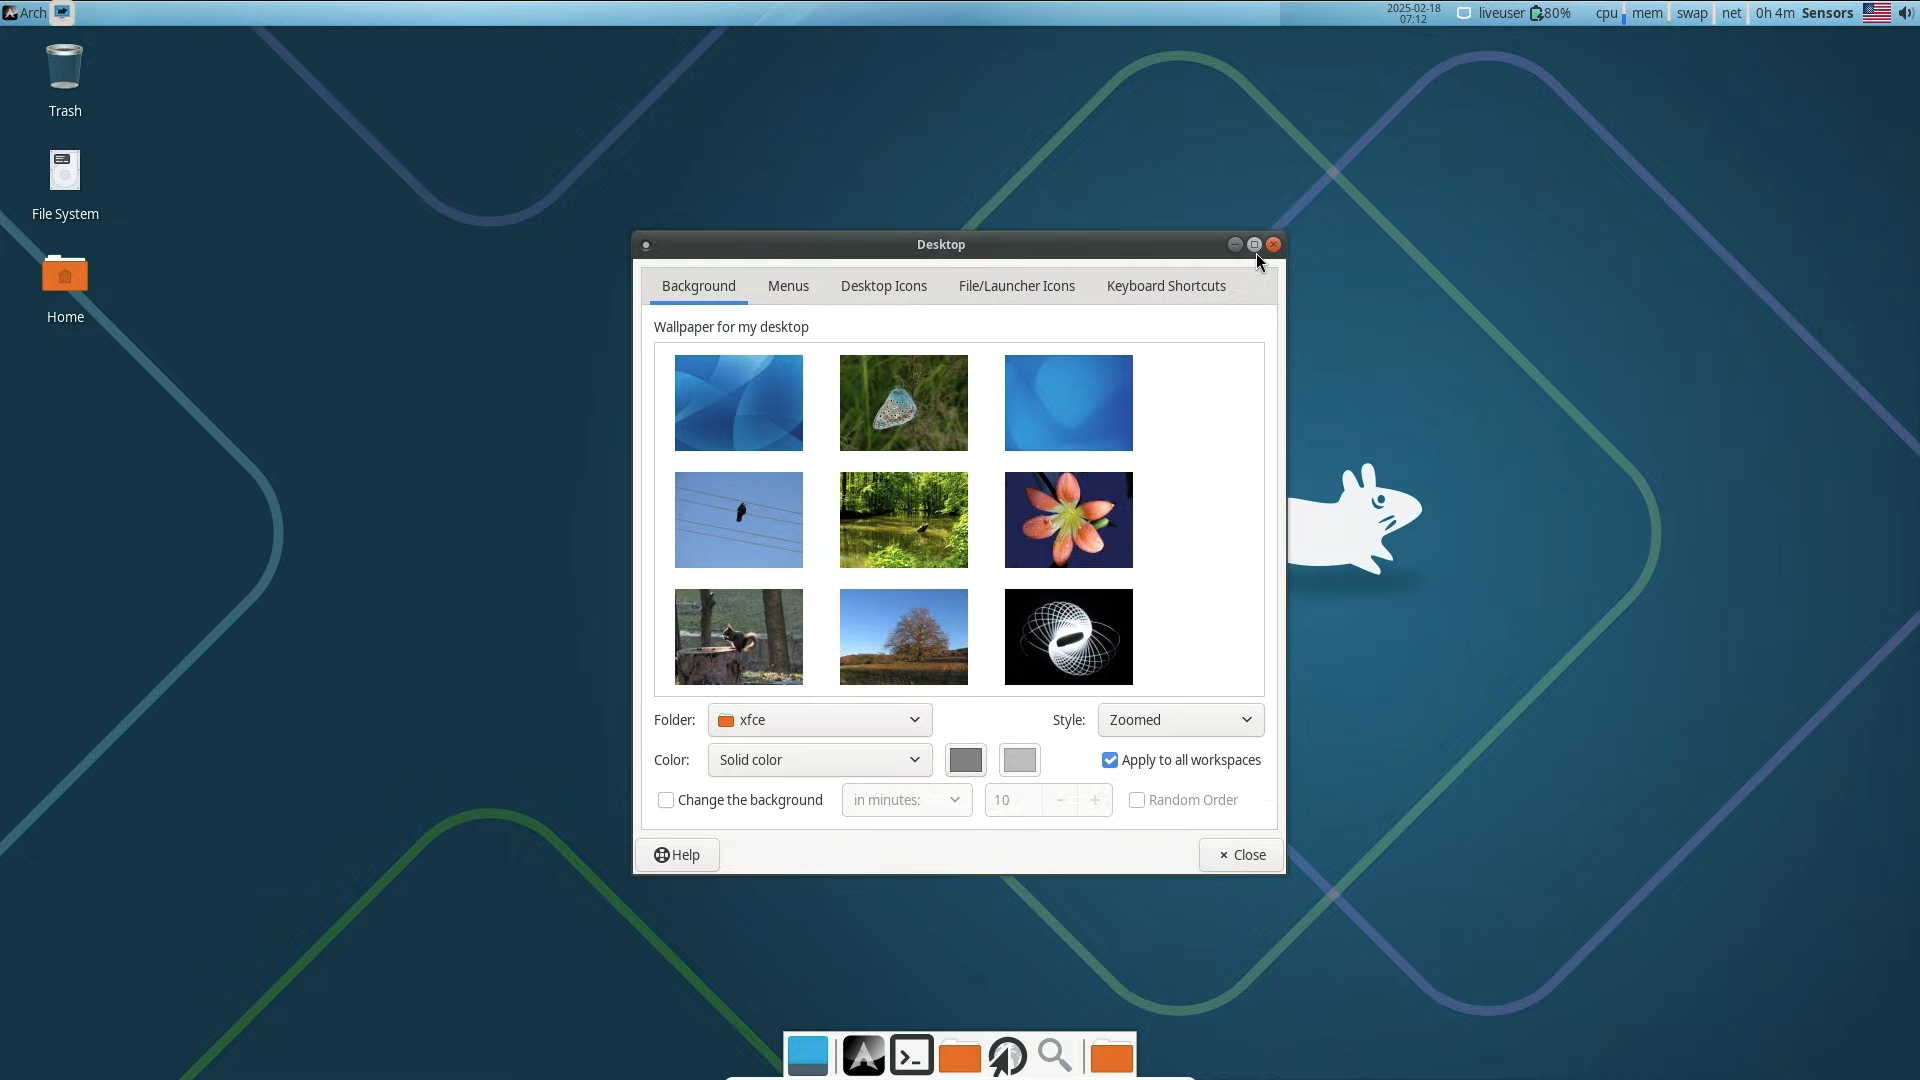 Arch
2025-02-18
07:12
liveuser 80% cpu mem swap net 0h 4m Sensors
Trash
File System
Home
Desktop
Background Menus Desktop Icons File/Launcher Icons Keyboard Shortcuts
Wallpaper for my desktop
Folder: xfce Style: Zoomed
Color: Solid color Apply to all workspaces
Change the background in minutes: 10 Random Order
Help Close